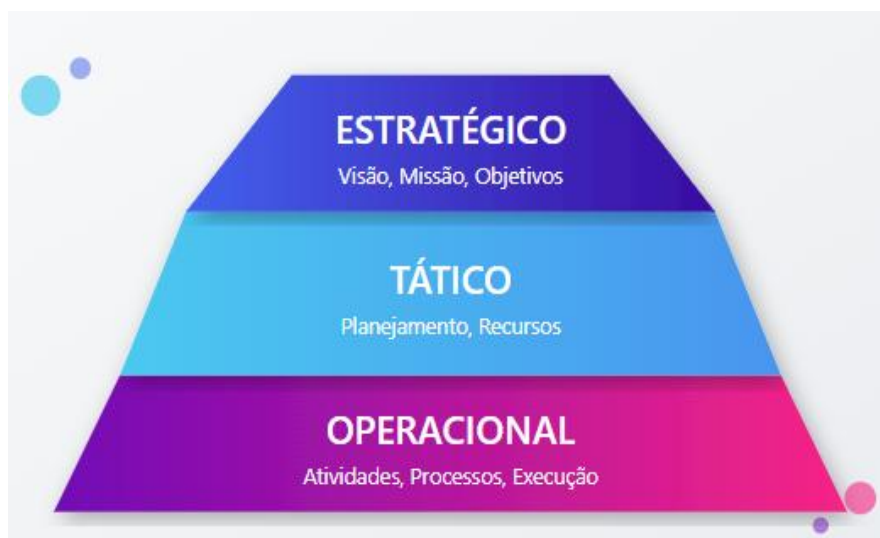 ESTRATÉGICO
Visão, Missão, Objetivos
TÁTICO
Planejamento, Recursos
OPERACIONAL
Atividades, Processos, Execução